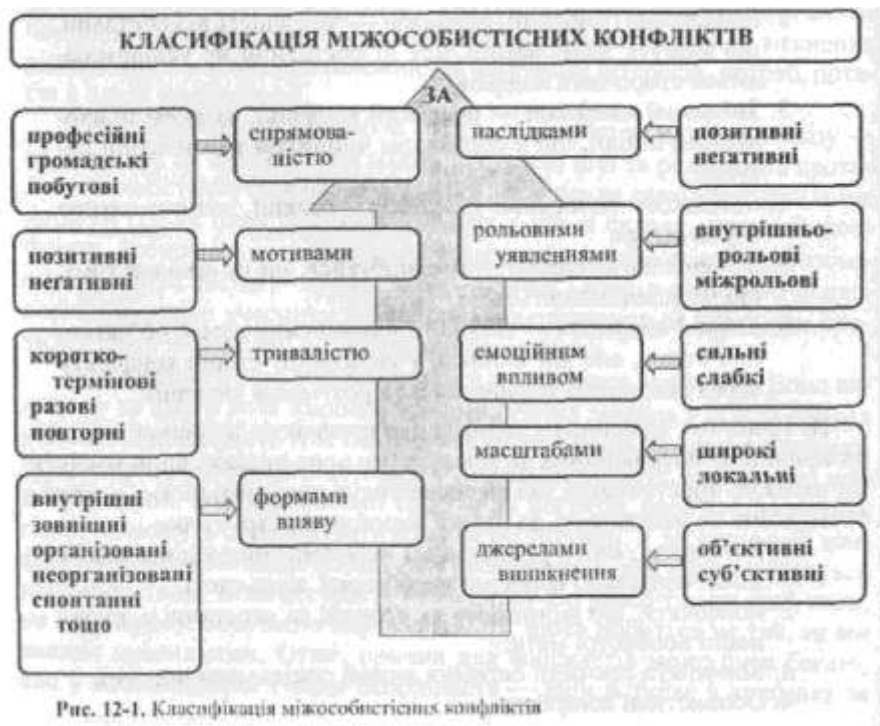 КЛАСИФІКАЦІЯ МІЖОСОБИСТІСНИХ КОНФЛІКТІВ
ЗА
професійні
громадські
побутові
спрямова-
ністю
наслідками
позитивні
негативні
позитивні
негативні
мотивами
рольовими
уявленнями
внутрішньо-
рольові
міжрольові
коротко-
термінові
разові
повторні
тривалістю
емоційним
впливом
сильні
слабкі
масштабами
широкі
локальні
внутрішні
зовнішні
організовані
неорганізовані
спонтанні
тощо
формами
вияву
джерелами
виникнення
об’єктивні
суб’єктивні
Рис. 12-1. Класифікація міжособистісних конфліктів